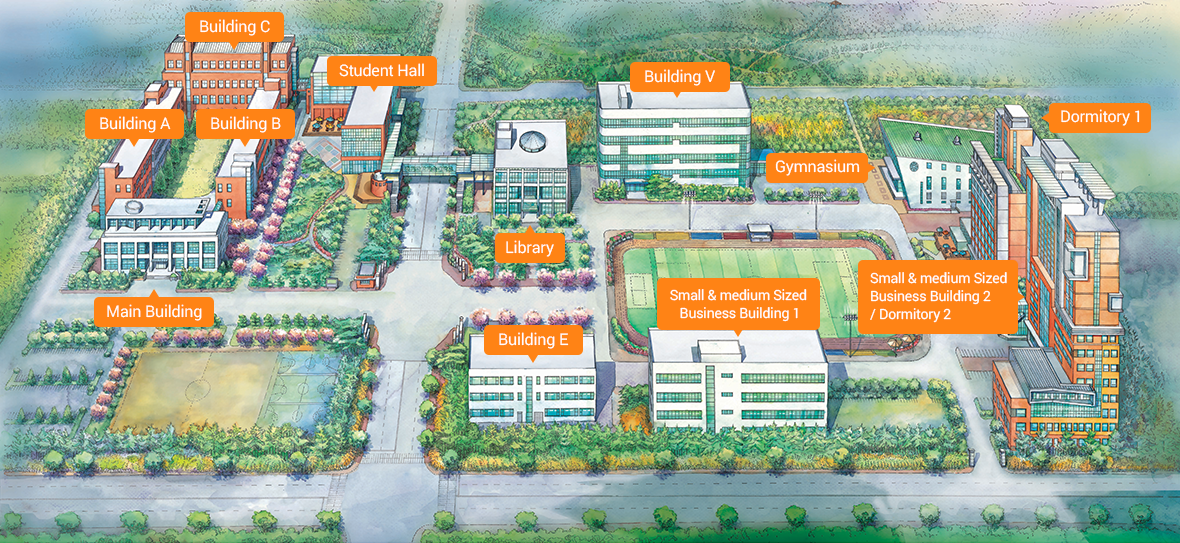 Building C
Student Hall
Building V
Building A
Building B
Dormitory 1
Gymnasium
Library
Small & medium Sized
Business Building 2
/ Dormitory 2
Small & medium Sized
Business Building 1
Main Building
Building E